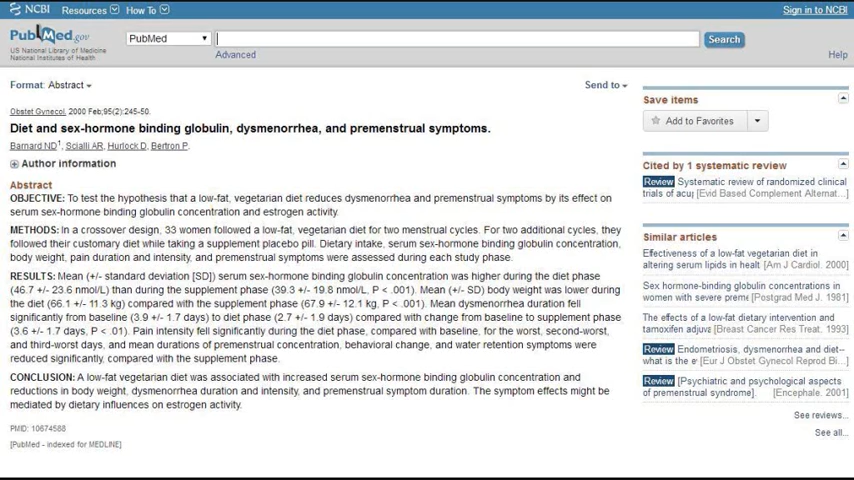 NCBI Resources How To Sign in to NCBI
PubMed.gov
US National Library of Medicine
National Institutes of Health
PubMed
Search
Advanced
Help
Format: Abstract
Send to
Obstet Gynecol. 2000 Feb;95(2):245-50.
Diet and sex-hormone binding globulin, dysmenorrhea, and premenstrual symptoms.
Barnard ND1, Scialli AR, Hurlock D, Bertron P.
Author information
Abstract
OBJECTIVE: To test the hypothesis that a low-fat, vegetarian diet reduces dysmenorrhea and premenstrual symptoms by its effect on
serum sex-hormone binding globulin concentration and estrogen activity.
METHODS: In a crossover design, 33 women followed a low-fat, vegetarian diet for two menstrual cycles. For two additional cycles, they
followed their customary diet while taking a supplement placebo pill. Dietary intake, serum sex-hormone binding globulin concentration,
body weight, pain duration and intensity, and premenstrual symptoms were assessed during each study phase.
RESULTS: Mean (+/- standard deviation [SD]) serum sex-hormone binding globulin concentration was higher during the diet phase
(46.7 +/- 23.6 nmol/L) than during the supplement phase (39.3 +/- 19.8 nmol/L, P < .001). Mean (+/- SD) body weight was lower during
the diet (66.1 +/- 11.3 kg) compared with the supplement phase (67.9 +/- 12.1 kg, P < .001). Mean dysmenorrhea duration fell
significantly from baseline (3.9 +/- 1.7 days) to diet phase (2.7 +/- 1.9 days) compared with change from baseline to supplement phase
(3.6 +/- 1.7 days, P < .01). Pain intensity fell significantly during the diet phase, compared with baseline, for the worst, second-worst,
and third-worst days, and mean durations of premenstrual concentration, behavioral change, and water retention symptoms were
reduced significantly, compared with the supplement phase.
CONCLUSION: A low-fat vegetarian diet was associated with increased serum sex-hormone binding globulin concentration and
reductions in body weight, dysmenorrhea duration and intensity, and premenstrual symptom duration. The symptom effects might be
mediated by dietary influences on estrogen activity.
PMID: 10674588
[PubMed - indexed for MEDLINE]
Save items
Add to Favorites
Cited by 1 systematic review
Review Systematic review of randomized clinical
trials of acu [Evid Based Complement Alternat...]
Similar articles
Effectiveness of a low-fat vegetarian diet in
altering serum lipids in healt [Am J Cardiol. 2000]
Sex hormone-binding globulin concentrations in
women with severe prem [Postgrad Med J. 1981]
The effects of a low-fat dietary intervention and
tamoxifen adjuva [Breast Cancer Res Treat. 1993]
Review Endometriosis, dysmenorrhea and diet--
what is the e [Eur J Obstet Gynecol Reprod Bi...]
Review [Psychiatric and psychological aspects
of premenstrual syndrome]. [Encephale. 2001]
See reviews...
See all...